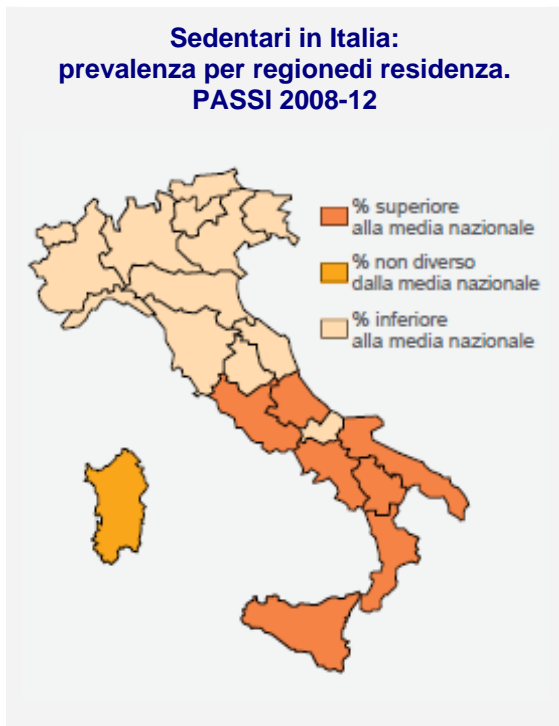 Sedentari in Italia:
prevalenza per regionedi residenza.
PASSI 2008-12
% superiore
alla media nazionale
% non diverso
dalla media nazionale
% inferiore
alla media nazionale